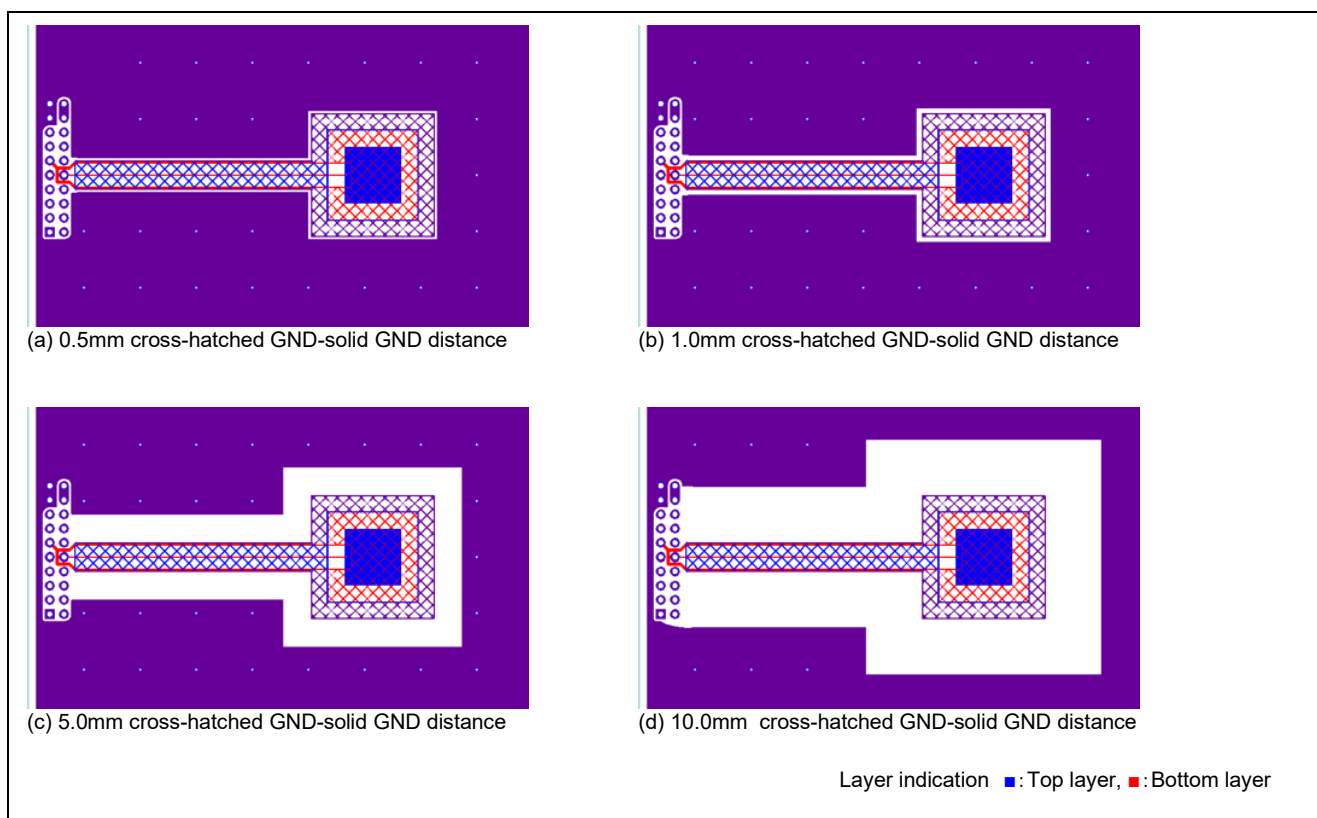 (a) 0.5mm cross-hatched GND-solid GND distance
(b) 1.0mm cross-hatched GND-solid GND distance
(c) 5.0mm cross-hatched GND-solid GND distance
(d) 10.0mm  cross-hatched GND-solid GND distance
Layer indication ■: Top layer, ■: Bottom layer